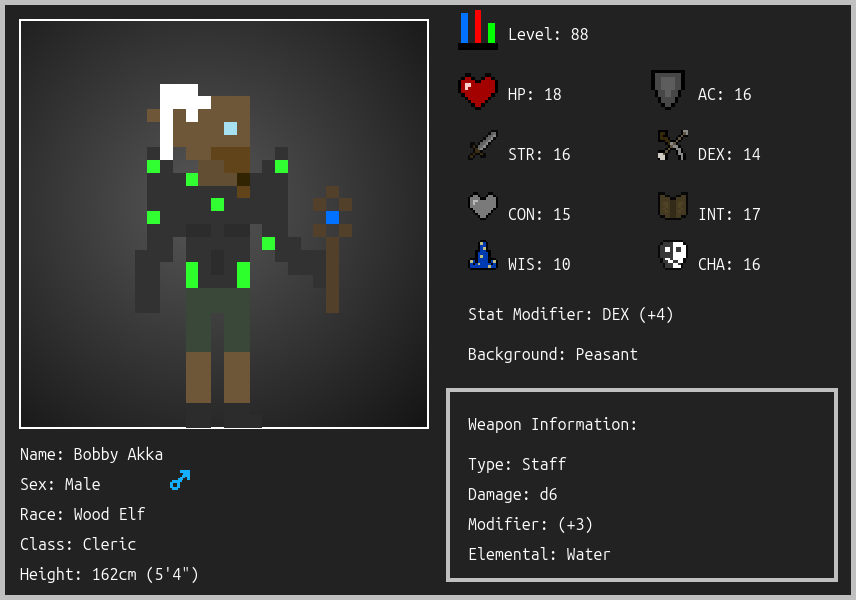 Level: 88
HP: 18
AC: 16
STR: 16
DEX: 14
CON: 15
INT: 17
WIS: 10
CHA: 16
Stat Modifier: DEX (+4)
Background: Peasant
Weapon Information:
Type: Staff
Damage: d6
Modifier: (+3)
Elemental: Water
Name: Bobby Akka
Sex: Male
Race: Wood Elf
Class: Cleric
Height: 162cm (5'4")